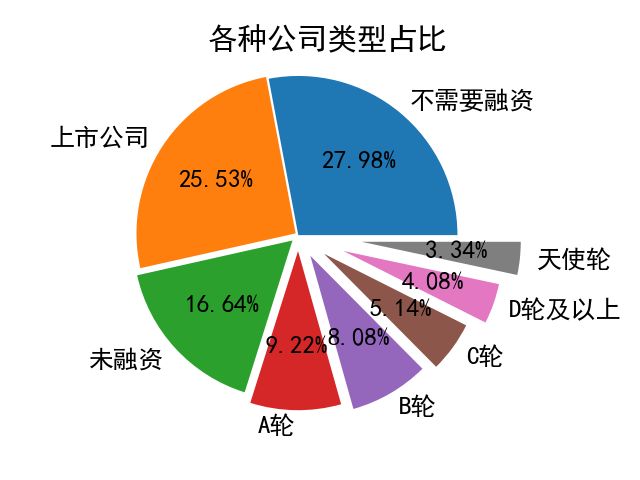 各种公司类型占比
不需要融资
27.98%
上市公司
25.53%
未融资
16.64%
A轮
9.22%
B轮
8.08%
C轮
5.14%
D轮及以上
4.08%
天使轮
3.34%